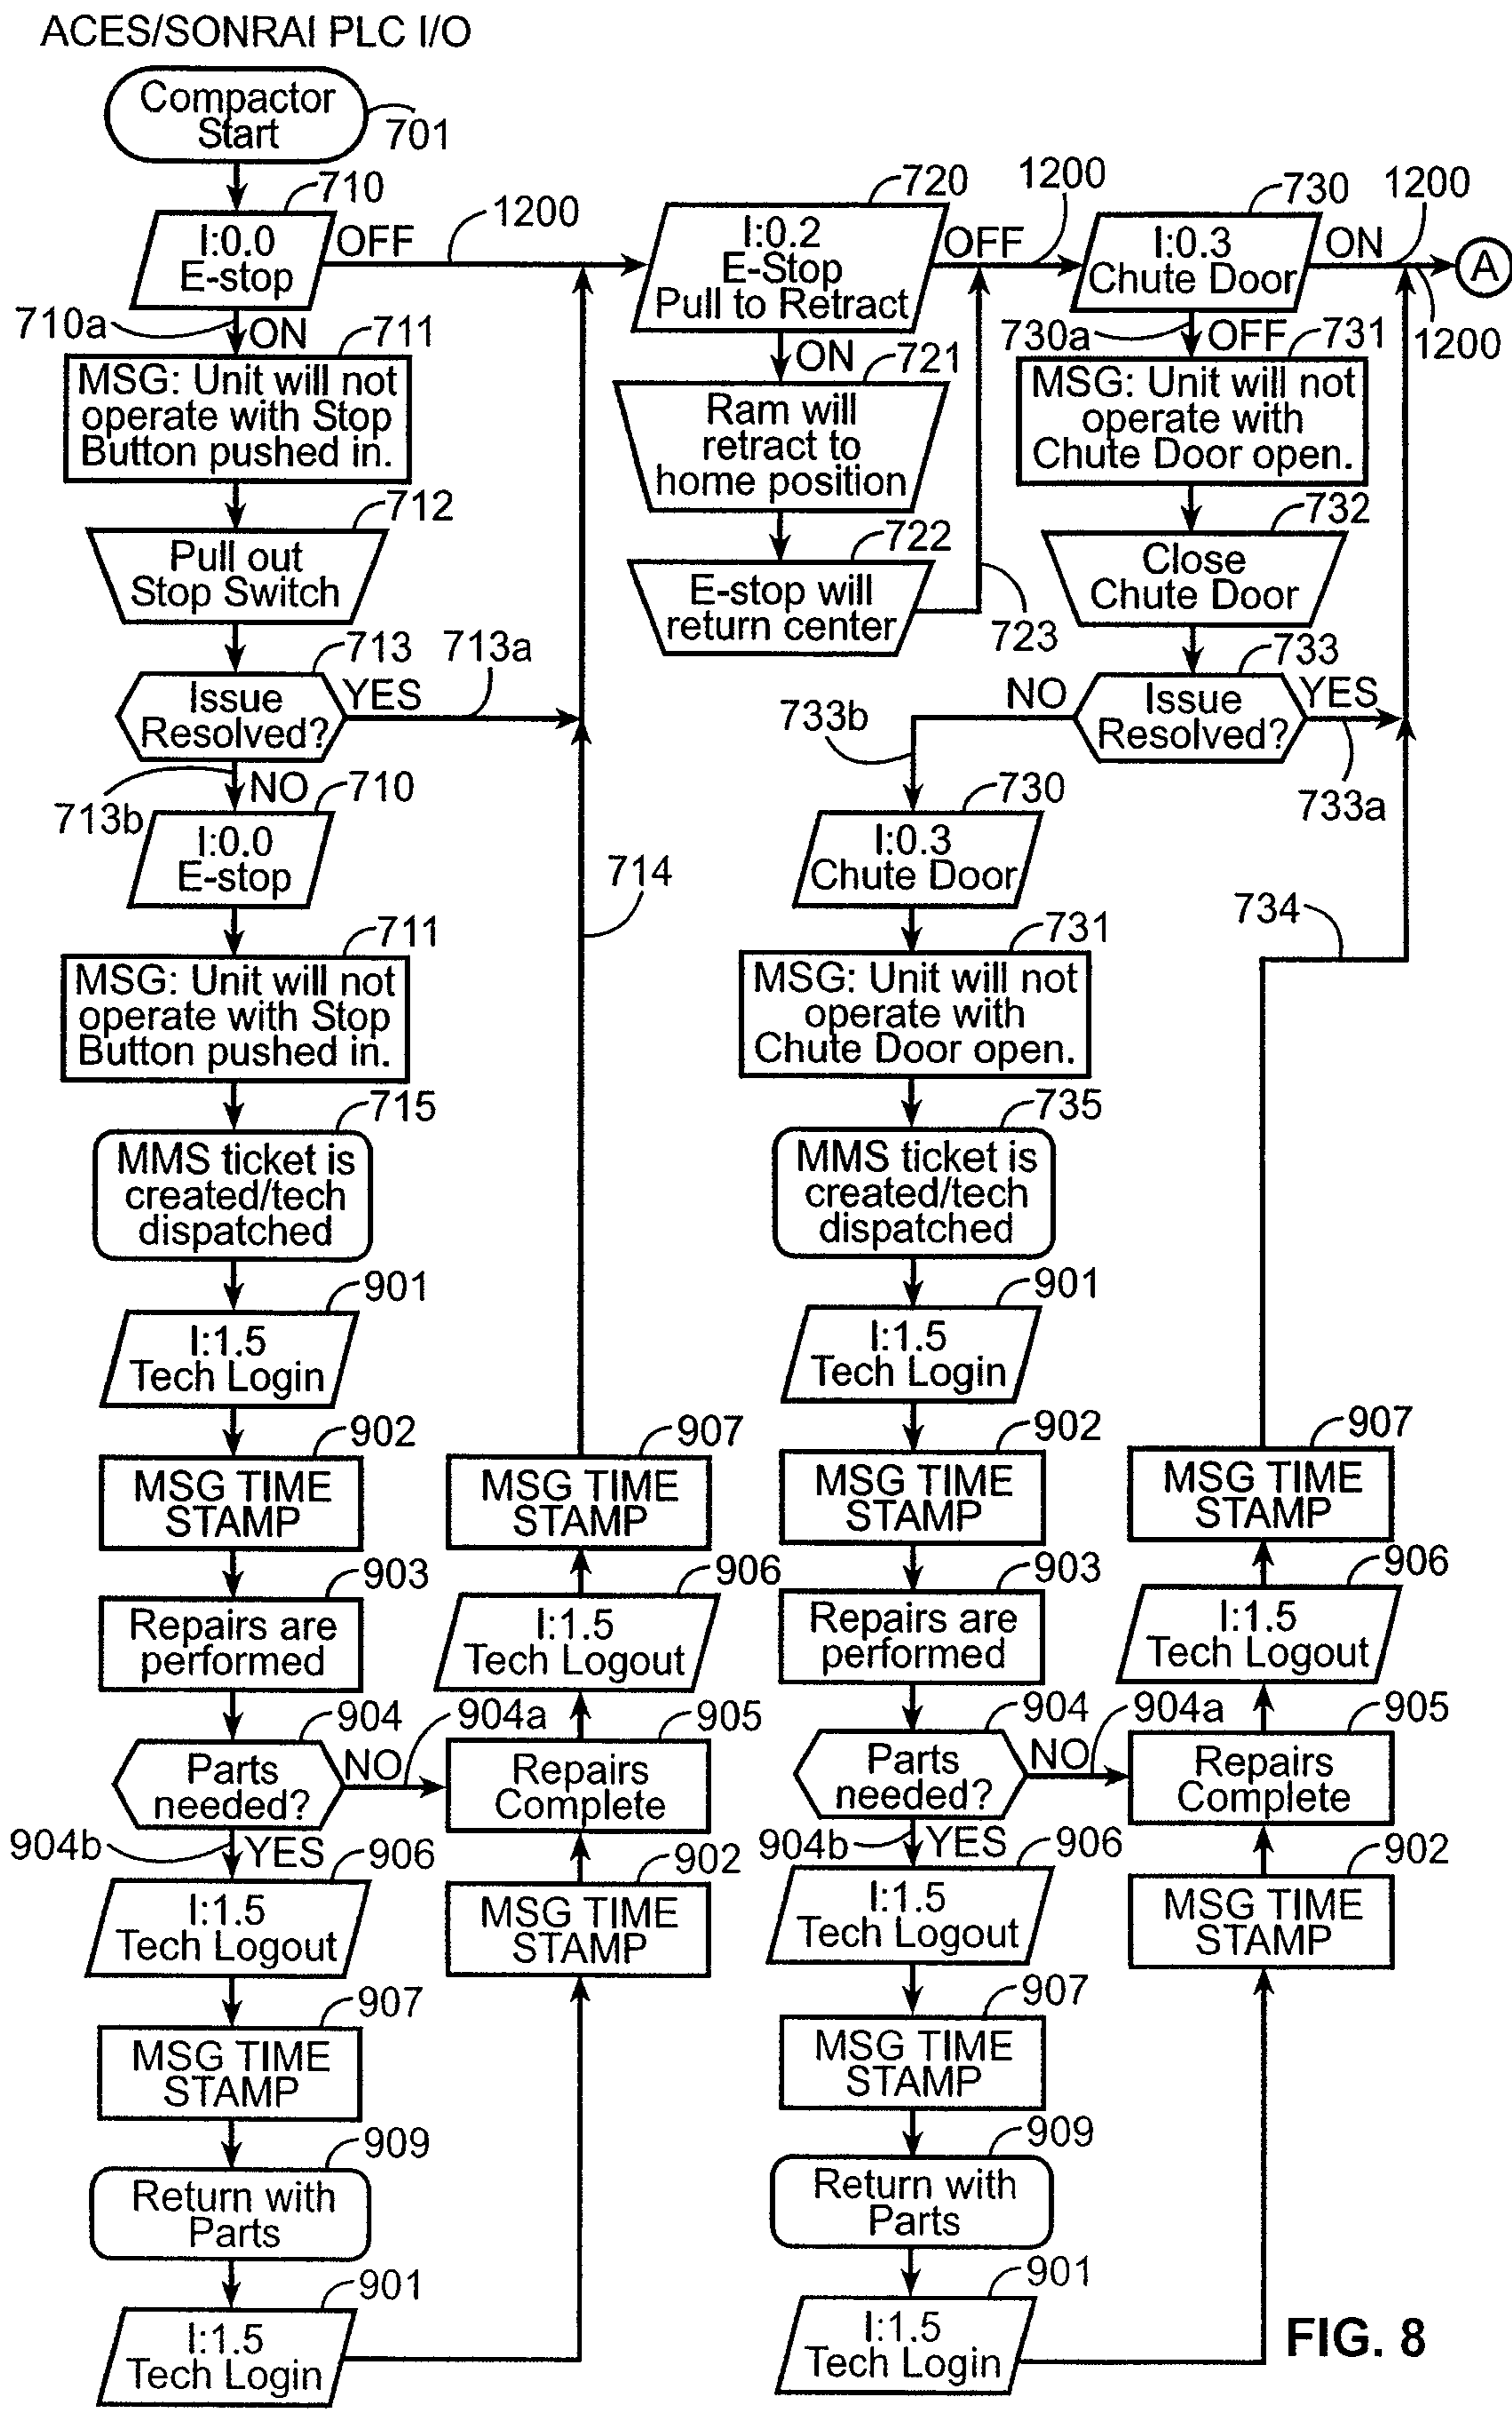 ACES/SONRAI PLC I/O
Compactor
Start
701
710
I:0.0
E-stop
OFF
1200
710a
ON
711
MSG: Unit will not
operate with Stop
Button pushed in.
712
Pull out
Stop Switch
713
713a
Issue
Resolved?
YES
713b
NO
710
I:0.0
E-stop
711
MSG: Unit will not
operate with Stop
Button pushed in.
715
MMS ticket is
created/tech
dispatched
901
I:1.5
Tech Login
902
MSG TIME
STAMP
903
Repairs are
performed
904
904a
Parts
needed?
NO
904b
YES
906
I:1.5
Tech Logout
907
MSG TIME
STAMP
909
Return with
Parts
901
I:1.5
Tech Login
714
907
MSG TIME
STAMP
906
I:1.5
Tech Logout
905
Repairs
Complete
902
MSG TIME
STAMP
720
I:0.2
E-Stop
Pull to Retract
OFF
1200
ON
721
Ram will
retract to
home position
722
E-stop will
return center
723
730
I:0.3
Chute Door
ON
1200
A
1200
730a
OFF
731
MSG: Unit will not
operate with
Chute Door open.
732
Close
Chute Door
733
NO
Issue
Resolved?
YES
733b
733a
730
I:0.3
Chute Door
731
MSG: Unit will not
operate with
Chute Door open.
735
MMS ticket is
created/tech
dispatched
901
I:1.5
Tech Login
902
MSG TIME
STAMP
903
Repairs are
performed
904
904a
Parts
needed?
NO
904b
YES
906
I:1.5
Tech Logout
907
MSG TIME
STAMP
909
Return with
Parts
901
I:1.5
Tech Login
734
907
MSG TIME
STAMP
906
I:1.5
Tech Logout
905
Repairs
Complete
902
MSG TIME
STAMP
FIG. 8